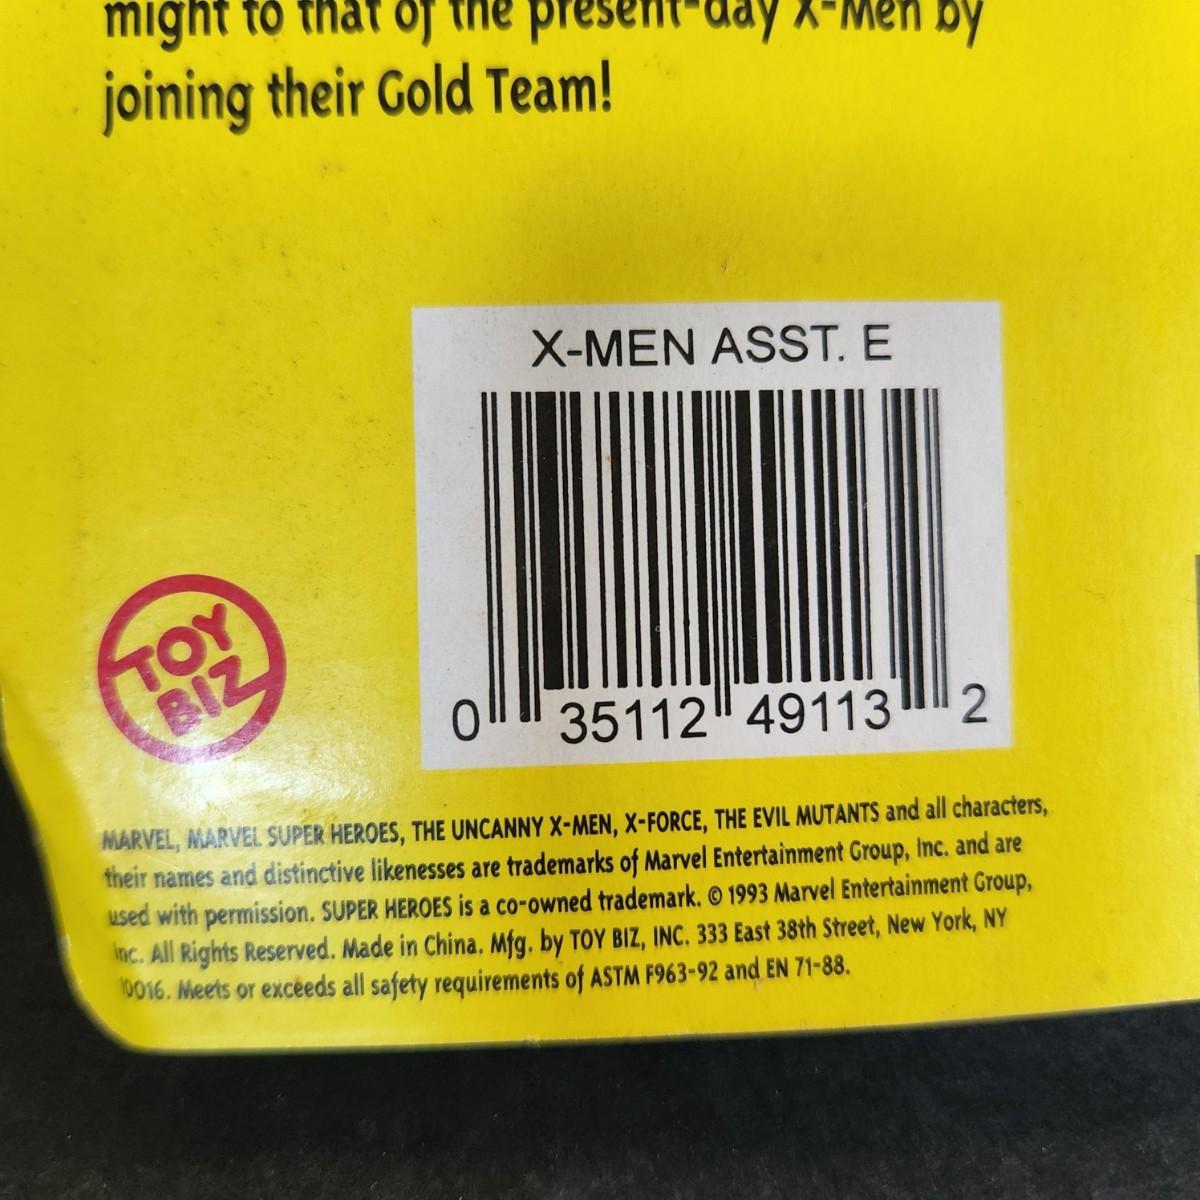 might to that of the present-day X-Men by
joining their Gold Team!
X-MEN ASST. E
0 35112 49113 2
TOY
BIZ
MARVEL, MARVEL SUPER HEROES, THE UNCANNY X-MEN, X-FORCE, THE EVIL MUTANTS and all characters,
their names and distinctive likenesses are trademarks of Marvel Entertainment Group, Inc. and are
used with permission. SUPER HEROES is a co-owned trademark. © 1993 Marvel Entertainment Group,
Inc. All Rights Reserved. Made in China. Mfg. by TOY BIZ, INC. 333 East 38th Street, New York, NY
10016. Meets or exceeds all safety requirements of ASTM F963-92 and EN 71-88.